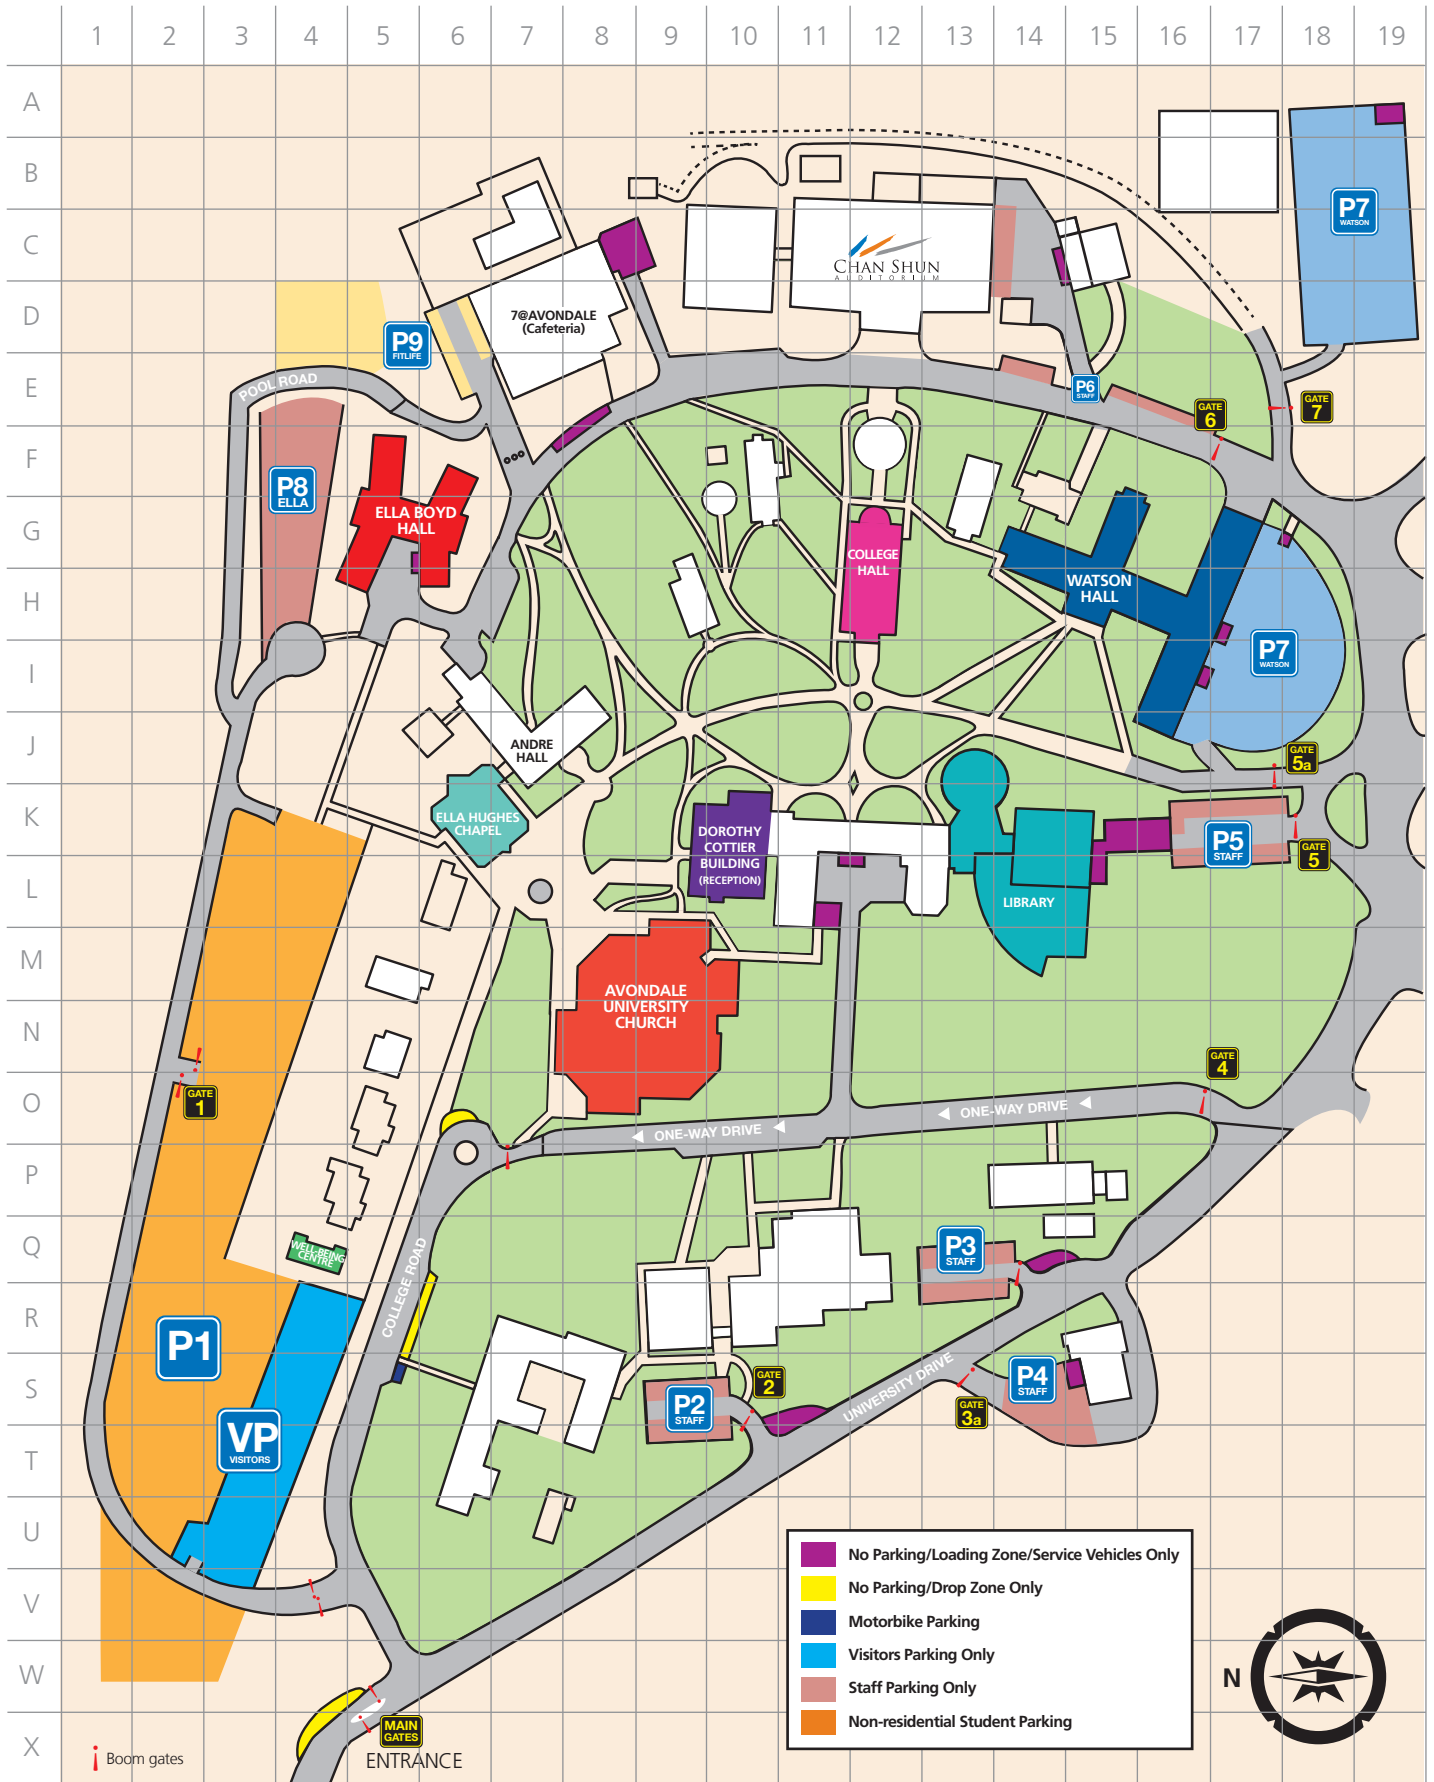 1 2 3 4 5 6 7 8 9 10 11 12 13 14 15 16 17 18 19
A
B
C
D
E
F
G
H
I
J
K
L
M
N
O
P
Q
R
S
T
U
V
W
X
P7
WATSON
CHAN SHUN
AUDITORIUM
7@AVONDALE
(Cafeteria)
P9
FITLIFE
POOL ROAD
P6
STAFF
GATE
6
GATE
7
P8
ELLA
ELLA BOYD
HALL
COLLEGE
HALL
WATSON
HALL
P7
WATSON
ANDRE
HALL
GATE
5a
ELLA HUGHES
CHAPEL
DOROTHY
COTTIER
BUILDING
(RECEPTION)
P5
STAFF
GATE
5
LIBRARY
AVONDALE
UNIVERSITY
CHURCH
GATE
4
GATE
1
ONE-WAY DRIVE
ONE-WAY DRIVE
WELL-BEING
CENTRE
COLLEGE ROAD
P3
STAFF
P1
P2
STAFF
GATE
2
UNIVERSITY DRIVE
GATE
3a
P4
STAFF
VP
VISITORS
No Parking/Loading Zone/Service Vehicles Only
No Parking/Drop Zone Only
Motorbike Parking
Visitors Parking Only
Staff Parking Only
Non-residential Student Parking
N
MAIN
GATES
ENTRANCE
Boom gates